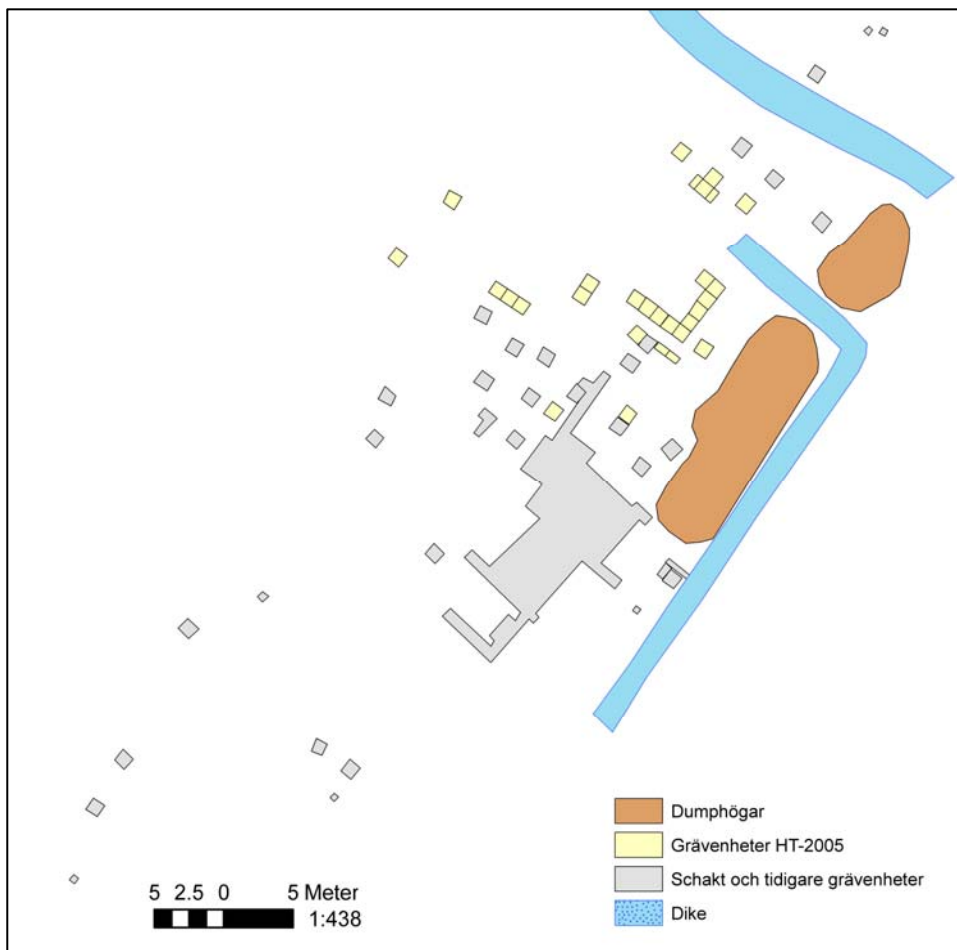 Dumphögar
Grävenheter HT-2005
Schakt och tidigare grävenheter
Dike
5 2.5 0 5 Meter
1:438